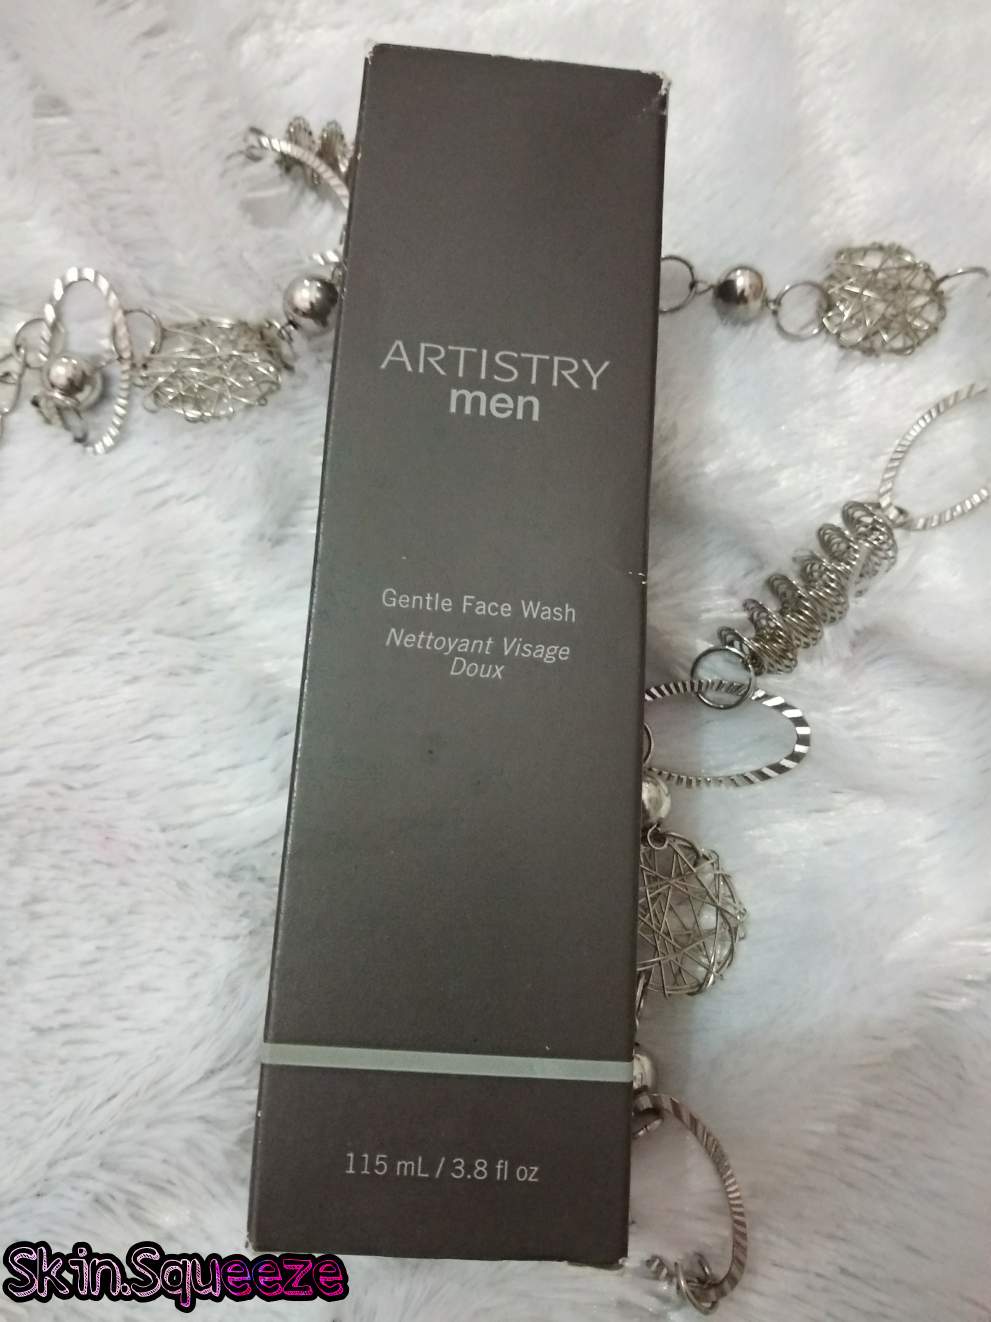 ARTISTRY
men
Gentle Face Wash
Nettoyant Visage
Doux
115 mL / 3.8 fl oz
Skin.Squeeze